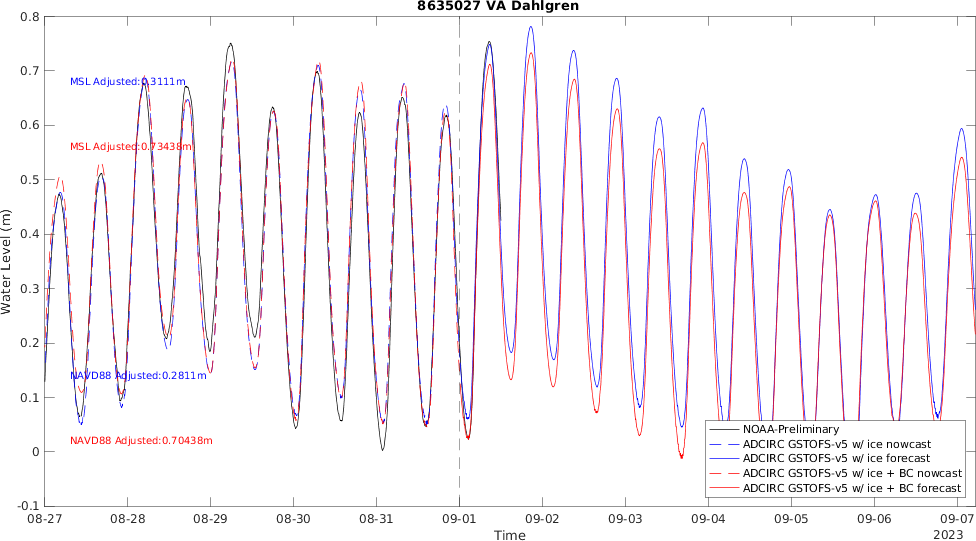 8635027 VA Dahlgren
0.8
0.7
0.6
0.5
0.4
0.3
0.2
0.1
0
-0.1
Water Level (m)
MSL Adjusted:0.3111m
MSL Adjusted:0.73438m
NAVD88 Adjusted:0.2811m
NAVD88 Adjusted:0.70438m
NOAA-Preliminary
ADCIRC GSTOFS-v5 w/ ice nowcast
ADCIRC GSTOFS-v5 w/ ice forecast
ADCIRC GSTOFS-v5 w/ ice + BC nowcast
ADCIRC GSTOFS-v5 w/ ice + BC forecast
08-27 08-28 08-29 08-30 08-31 09-01 09-02 09-03 09-04 09-05 09-06 09-07
Time
2023